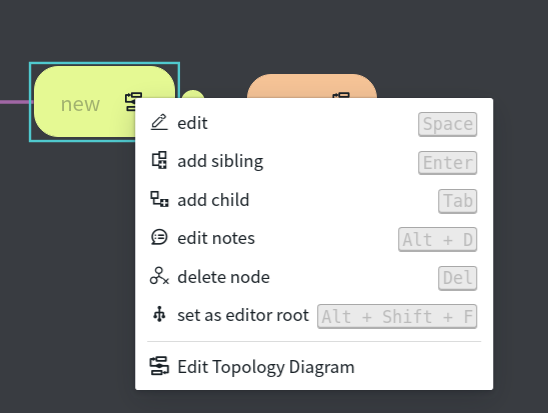 new
edit Space
add sibling Enter
add child Tab
edit notes Alt + D
delete node Del
set as editor root Alt + Shift + F
Edit Topology Diagram